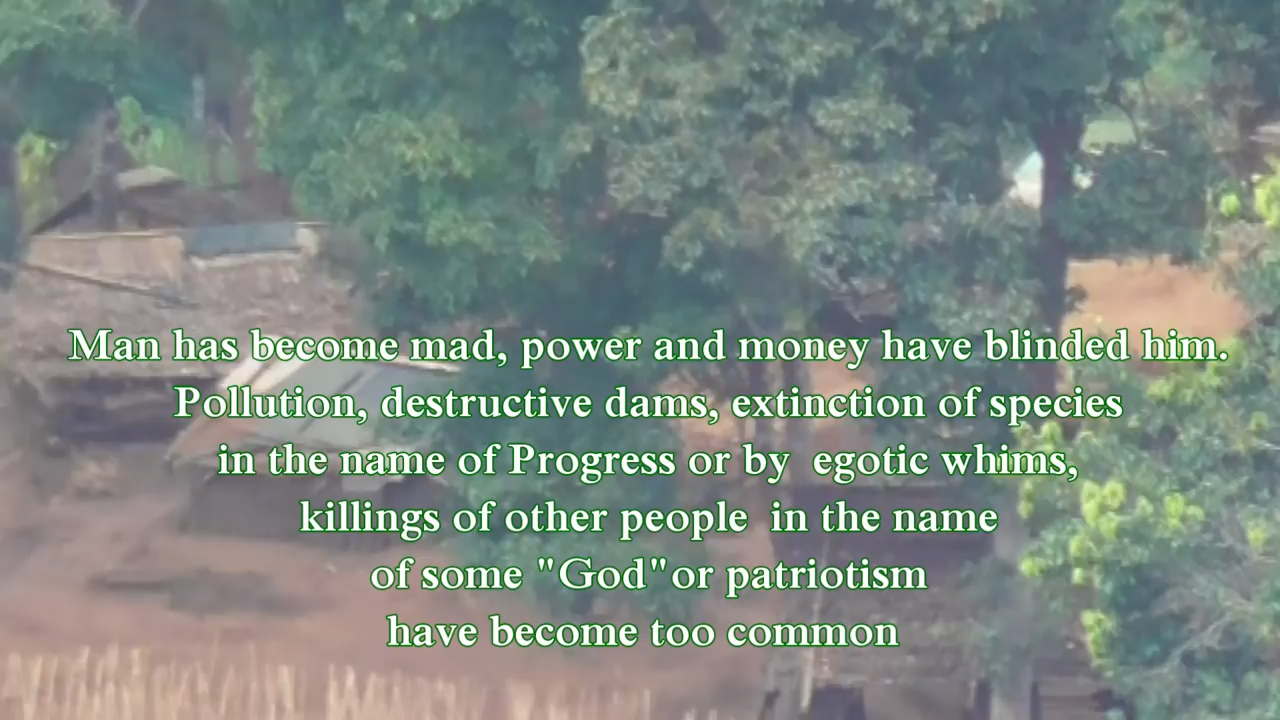 Man has become mad, power and money have blinded him.
Pollution, destructive dams, extinction of species
in the name of Progress or by  egotic whims,
killings of other people  in the name
of some "God"or patriotism
have become too common